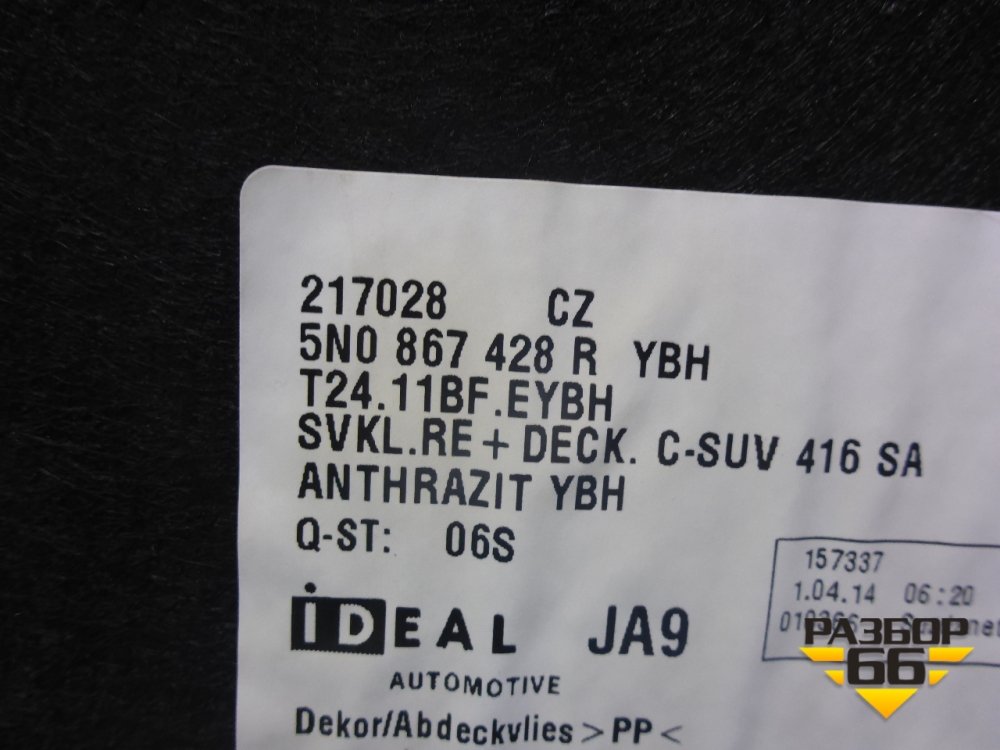 217028 CZ
5N0 867 428 R YBH
T24.11BF.EYBH
SVKL.RE+DECK. C-SUV 416 SA
ANTHRAZIT YBH
Q-ST: 06S
157337
1.04.14 06:20
iDEAL JA9
AUTOMOTIVE
РАЗБОР
66
Dekor/Abdeckvlies >PP<